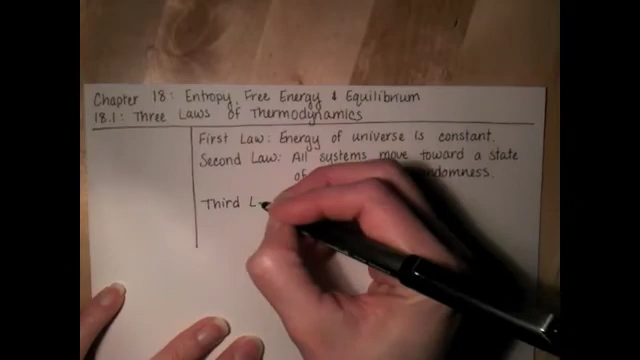 Chapter 18: Entropy, Free Energy & Equilibrium
18.1: Three Laws of Thermodynamics
First Law: Energy of universe is constant.
Second Law: All systems move toward a state
of randomness.
Third L